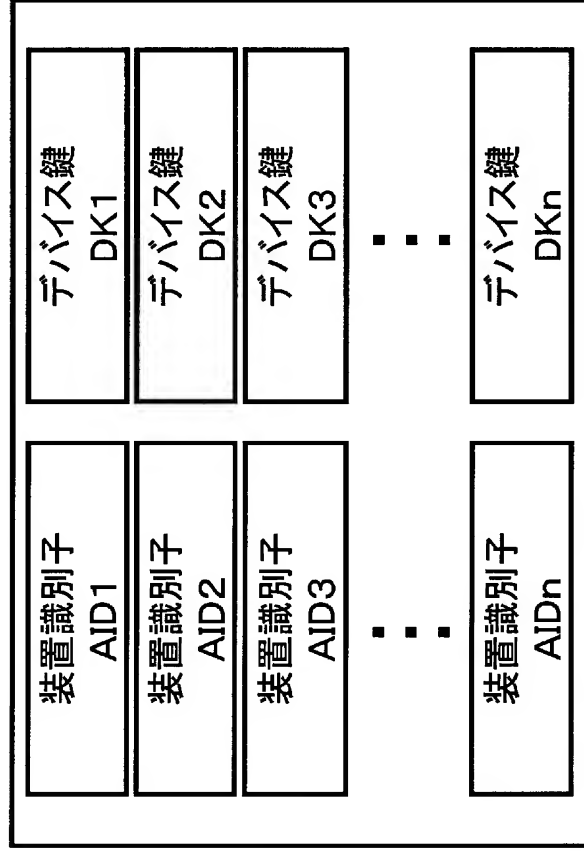 装置識別子
AID1
デバイス鍵
DK1
装置識別子
AID2
デバイス鍵
DK2
装置識別子
AID3
デバイス鍵
DK3
⋮
⋮
装置識別子
AIDn
デバイス鍵
DKn